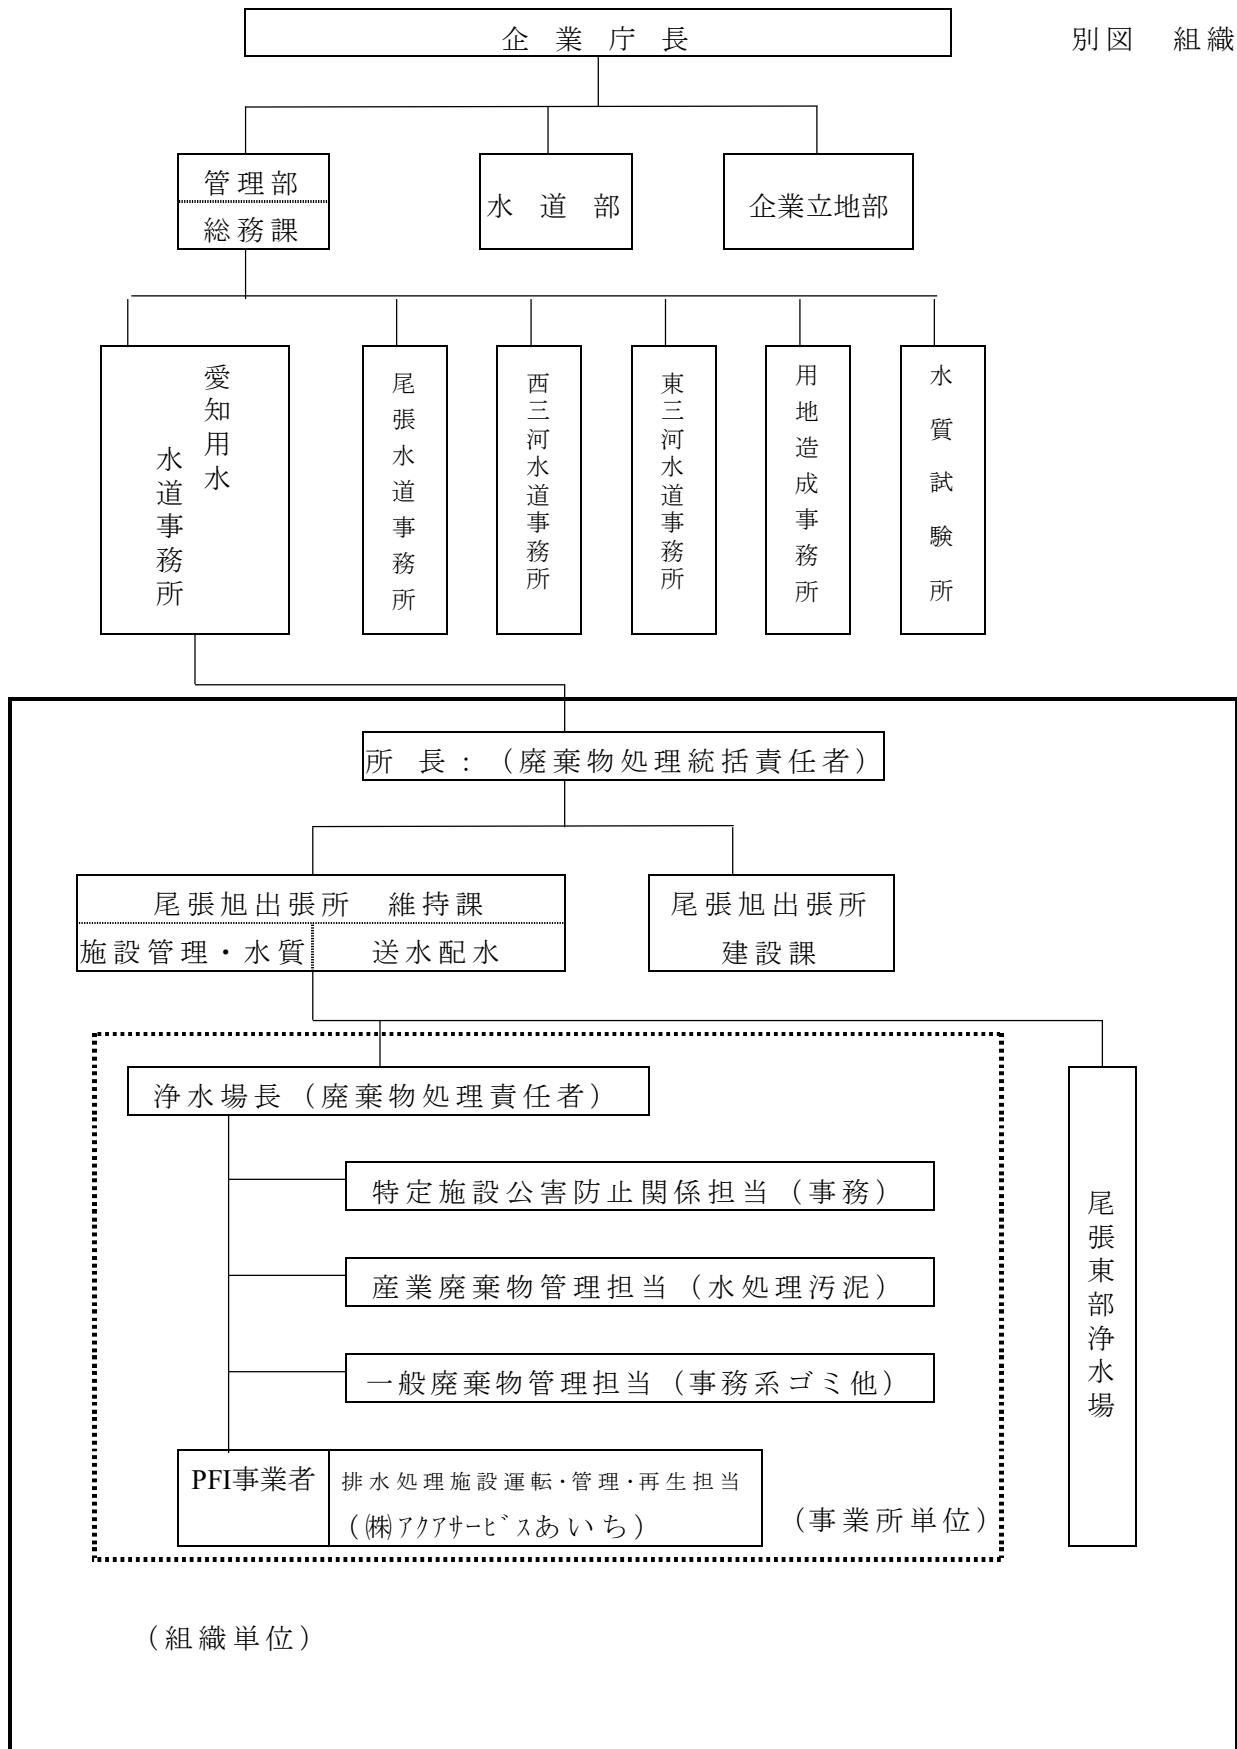 企業庁長
別図　組織
管理部
総務課
水道部
企業立地部
愛知用水
水道事務所
尾張水道事務所
西三河水道事務所
東三河水道事務所
用地造成事務所
水質試験所
所長：（廃棄物処理統括責任者）
尾張旭出張所　維持課
施設管理・水質
送水配水
尾張旭出張所
建設課
浄水場長（廃棄物処理責任者）
特定施設公害防止関係担当（事務）
産業廃棄物管理担当（水処理汚泥）
一般廃棄物管理担当（事務系ゴミ他）
PFI事業者
排水処理施設運転・管理・再生担当
（㈱ｱｸｱｻｰﾋﾞｽあいち）
（事業所単位）
尾張東部浄水場
（組織単位）